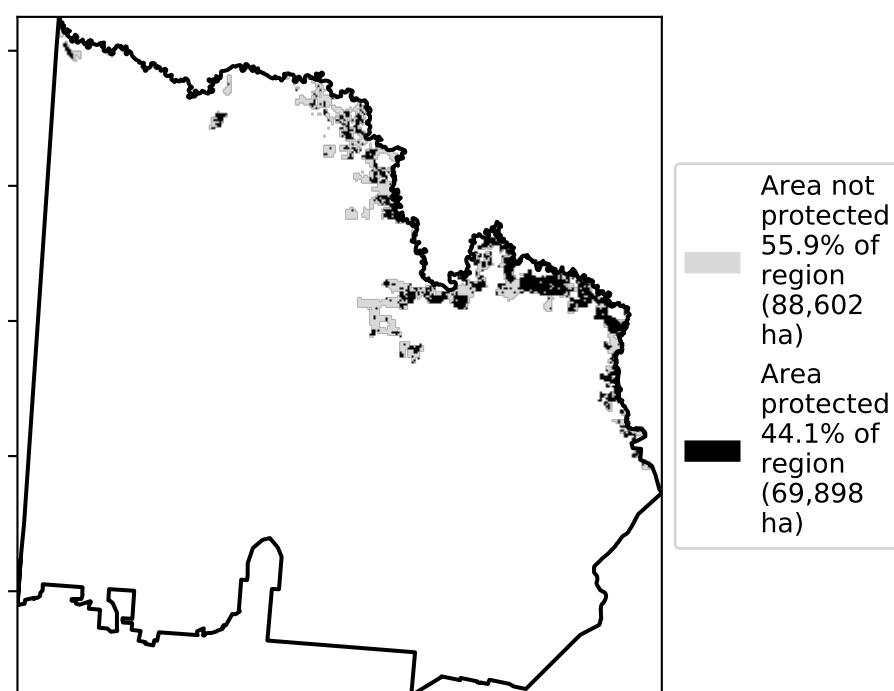 Area not
protected
55.9% of
region
(88,602
ha)
Area
protected
44.1% of
region
(69,898
ha)